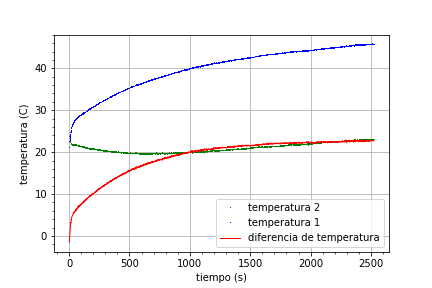 temperatura (C)
40
30
20
10
0
temperatura 2
temperatura 1
diferencia de temperatura
0 500 1000 1500 2000 2500
tiempo (s)